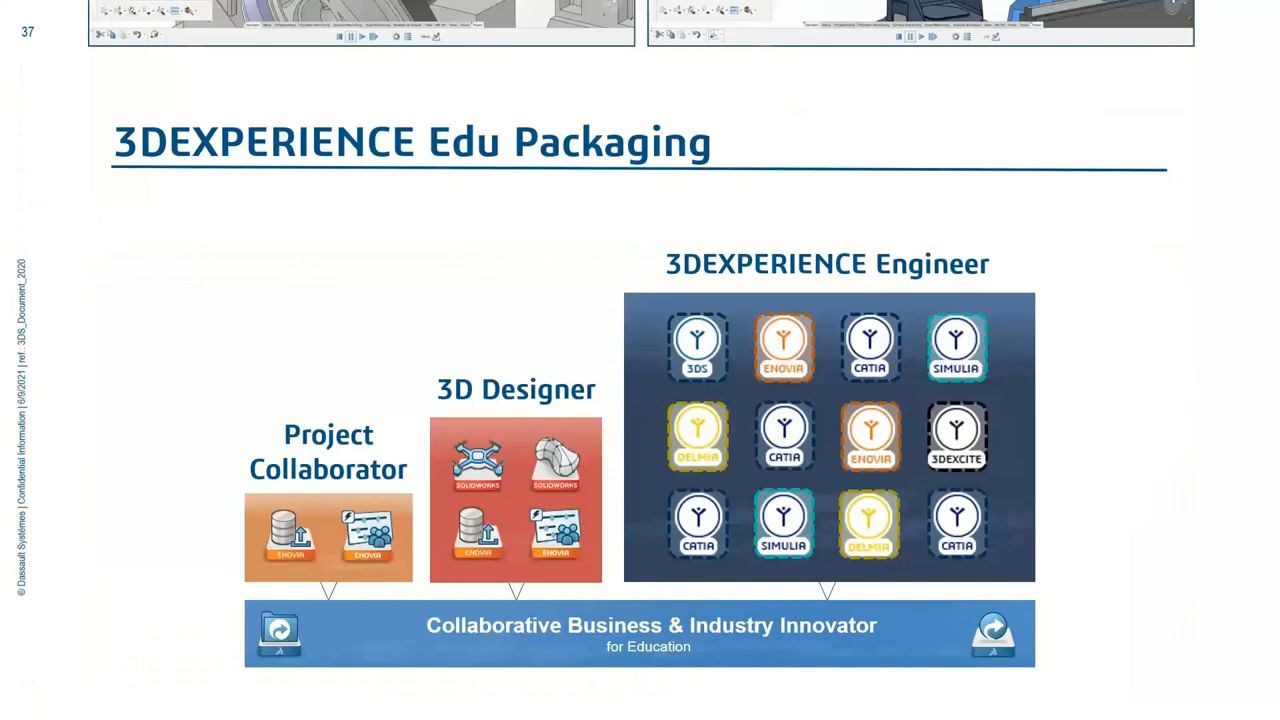 37
3DEXPERIENCE Edu Packaging
3DEXPERIENCE Engineer
3DS
ENOVIA
CATIA
SIMULIA
DELMIA
CATIA
ENOVIA
3DEXCITE
CATIA
SIMULIA
DELMIA
CATIA
3D Designer
SOLIDWORKS
SOLIDWORKS
ENOVIA
ENOVIA
Project
Collaborator
ENOVIA
ENOVIA
Collaborative Business & Industry Innovator
for Education
© Dassault Systèmes | Confidential Information | 6/9/2021 | ref.: 3DS_Document_2020